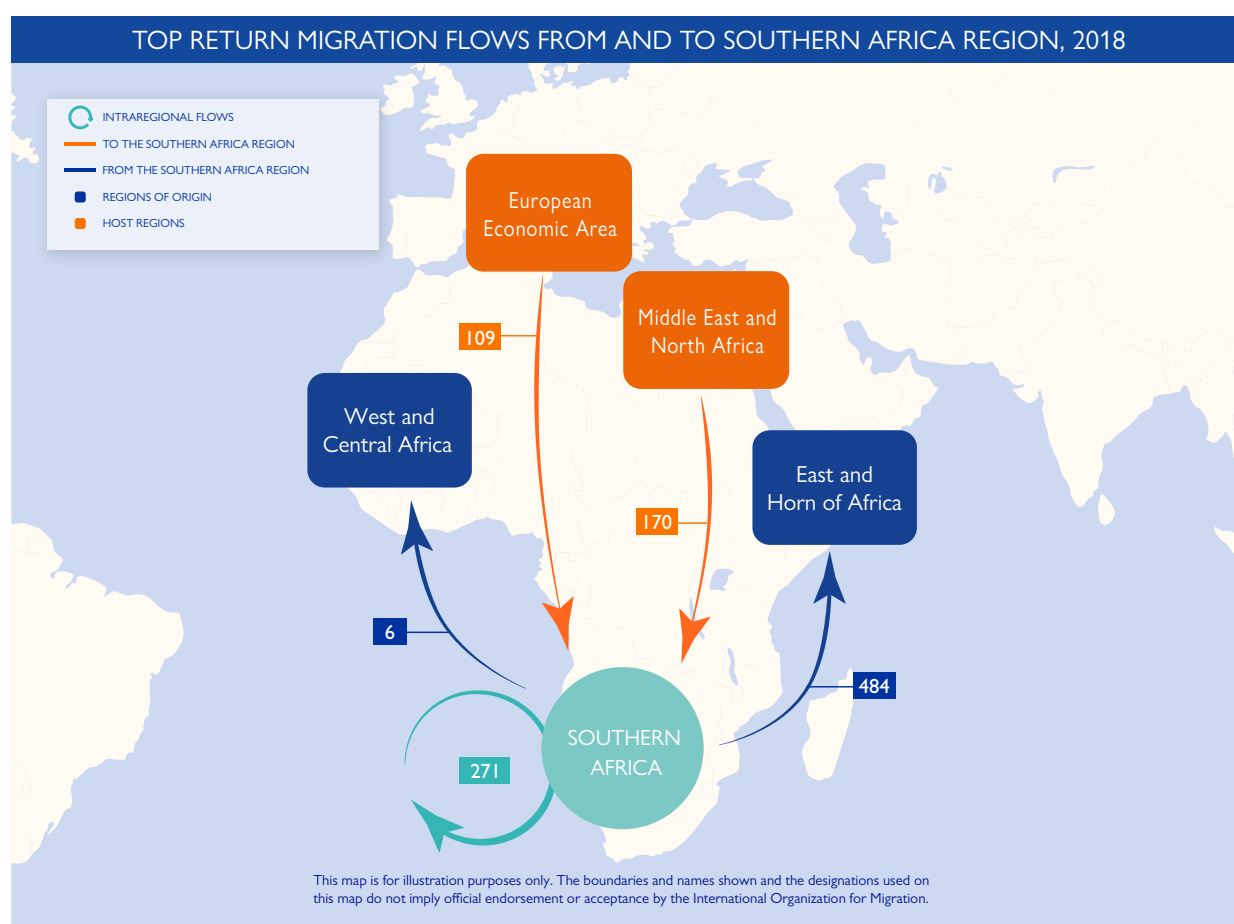 TOP RETURN MIGRATION FLOWS FROM AND TO SOUTHERN AFRICA REGION, 2018
INTRAREGIONAL FLOWS
TO THE SOUTHERN AFRICA REGION
FROM THE SOUTHERN AFRICA REGION
REGIONS OF ORIGIN
HOST REGIONS
European
Economic Area
Middle East and
North Africa
109
West and
Central Africa
East and
Horn of Africa
170
6
484
SOUTHERN
AFRICA
271
This map is for illustration purposes only. The boundaries and names shown and the designations used on
this map do not imply official endorsement or acceptance by the International Organization for Migration.